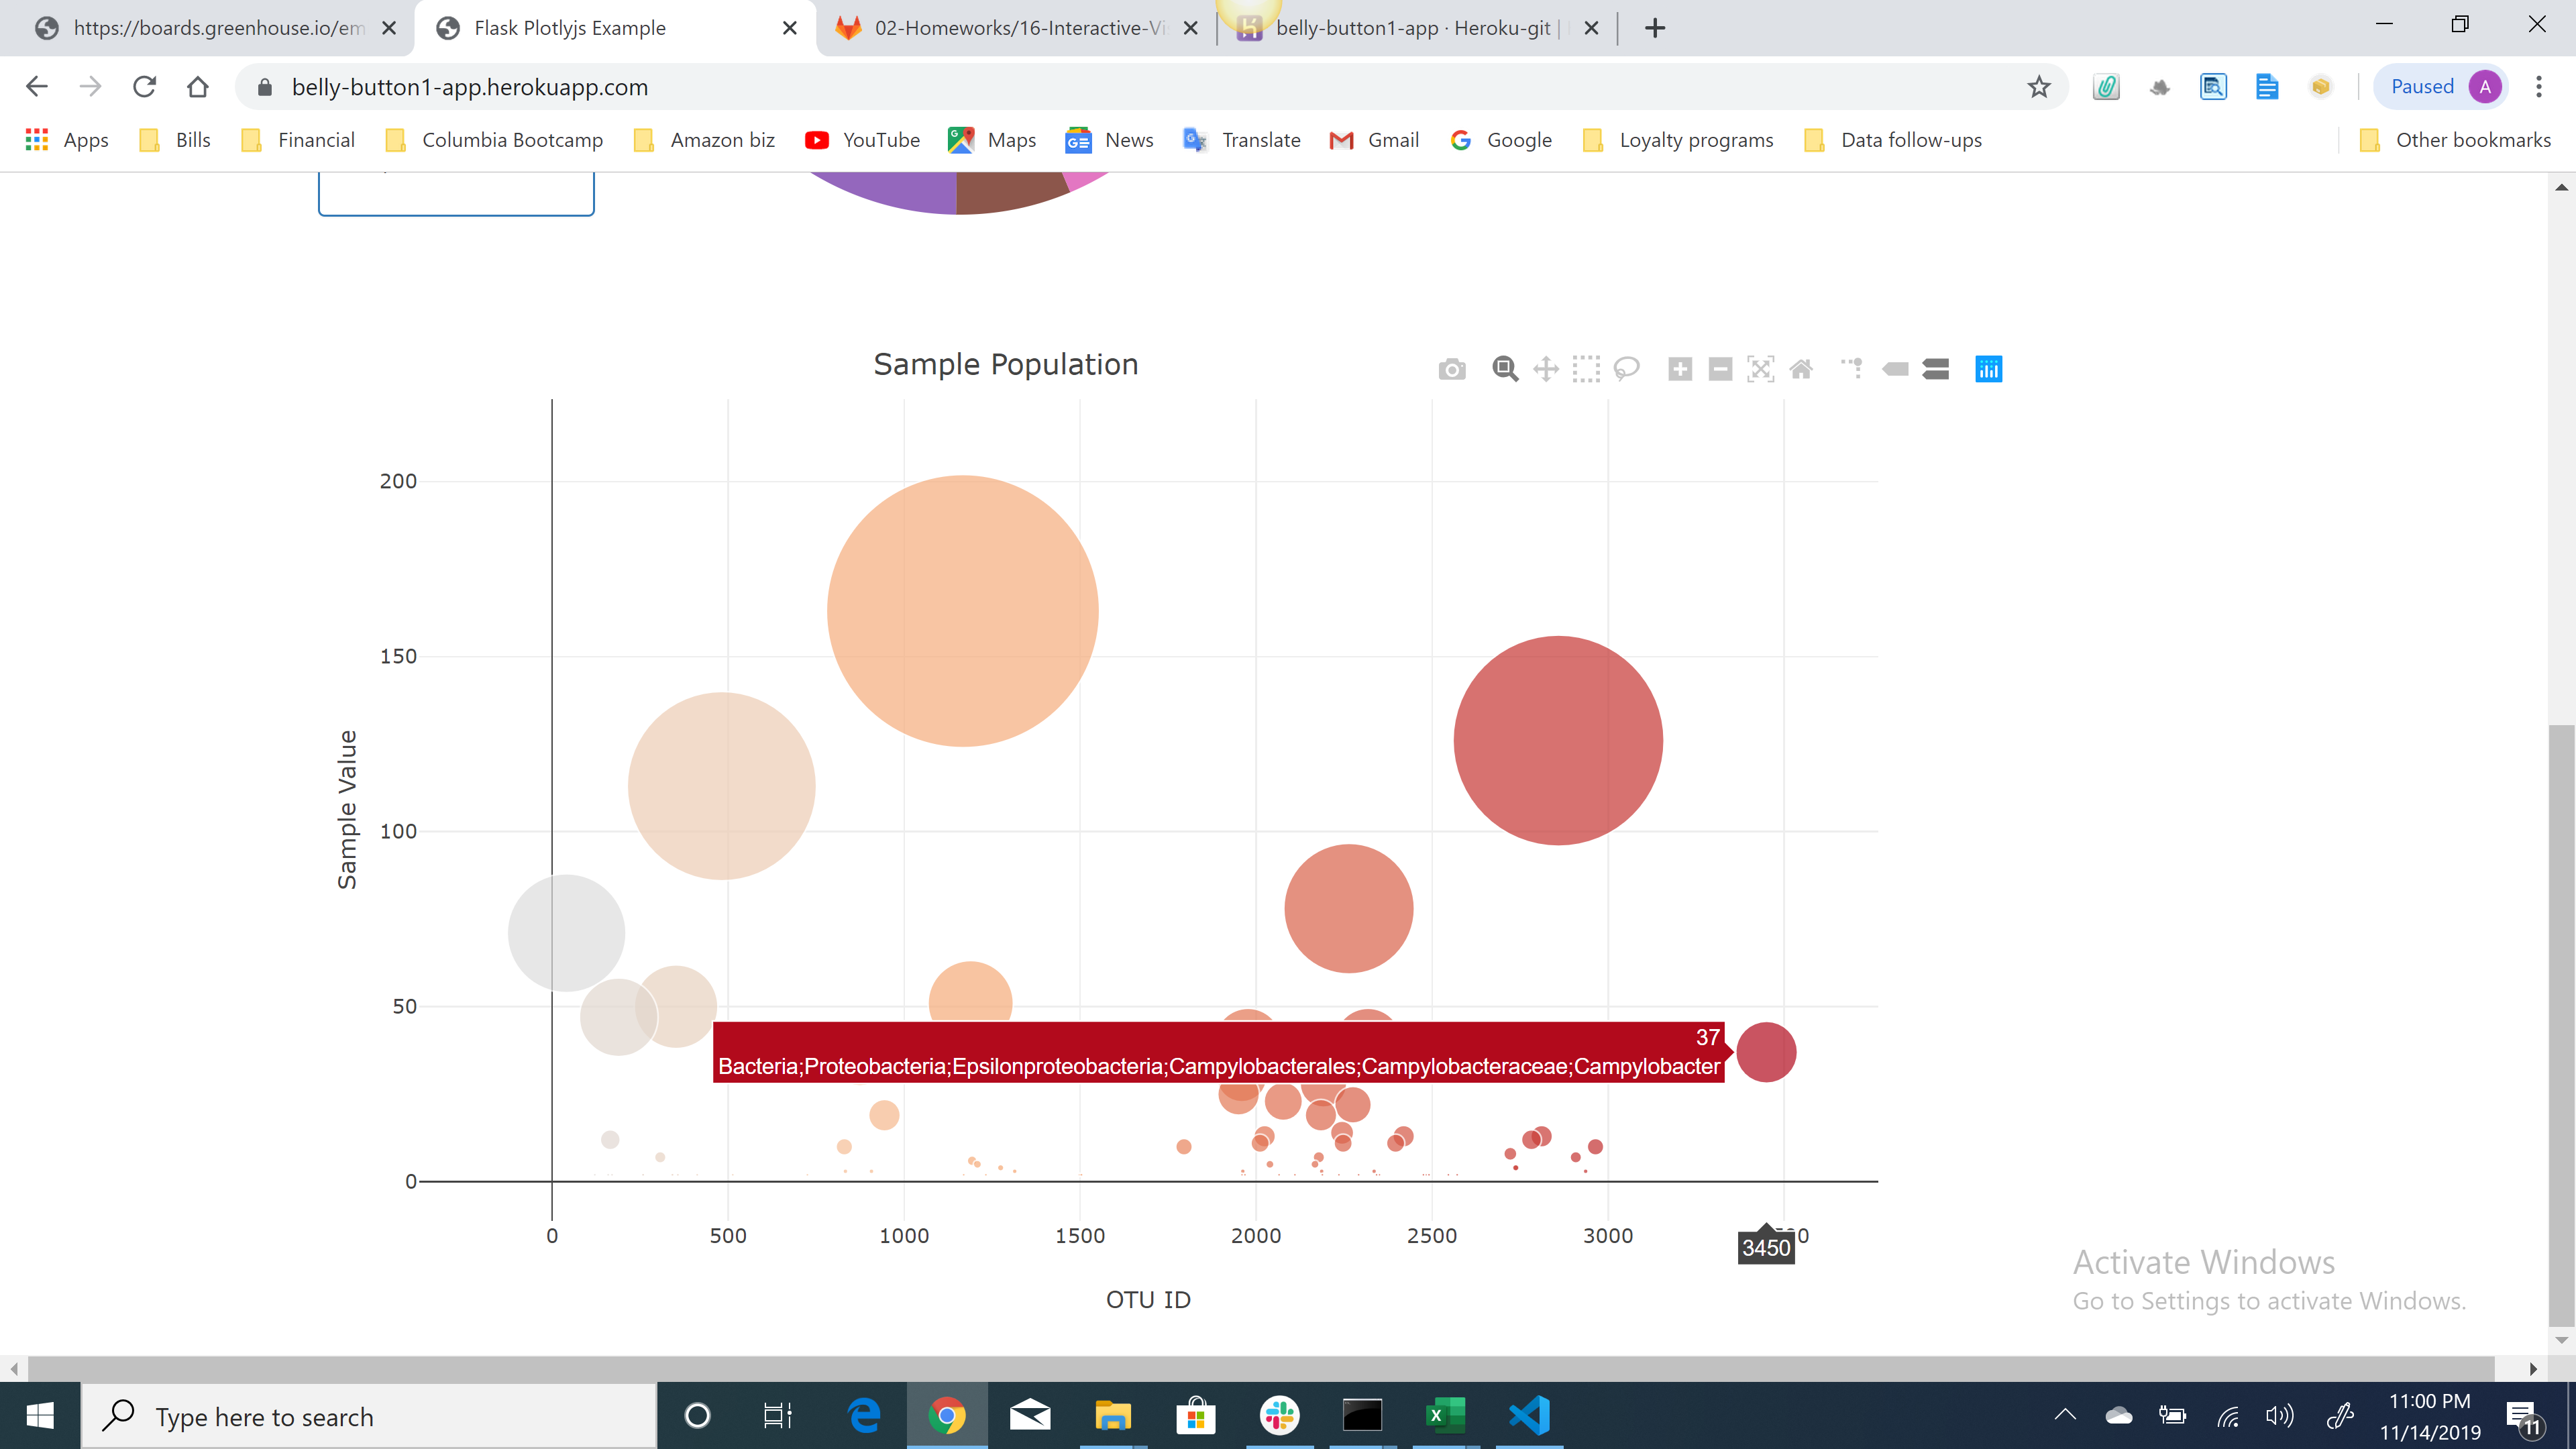 https://boards.greenhouse.io/em
Flask Plotlyjs Example
02-Homeworks/16-Interactive-Vi
belly-button1-app · Heroku-git |
belly-button1-app.herokuapp.com
Paused
A
Apps
Bills
Financial
Columbia Bootcamp
Amazon biz
YouTube
Maps
News
Translate
Gmail
Google
Loyalty programs
Data follow-ups
Other bookmarks
Sample Population
200
150
100
50
0
Sample Value
37
Bacteria;Proteobacteria;Epsilonproteobacteria;Campylobacterales;Campylobacteraceae;Campylobacter
0
500
1000
1500
2000
2500
3000
3450
OTU ID
Activate Windows
Go to Settings to activate Windows.
Type here to search
11:00 PM
11/14/2019
11